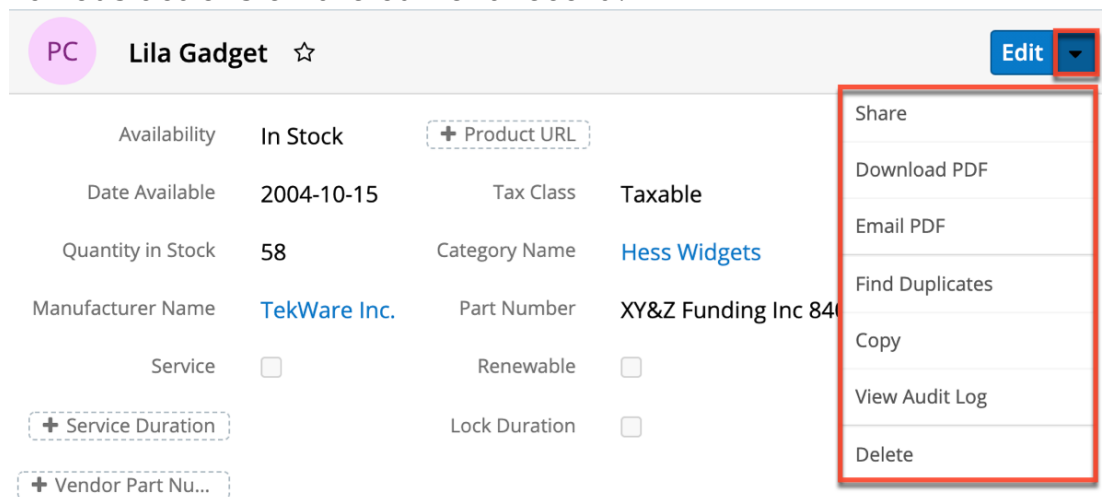 PC Lila Gadget Edit
Share
Availability In Stock + Product URL
Download PDF
Date Available 2004-10-15 Tax Class Taxable
Email PDF
Quantity in Stock 58 Category Name Hess Widgets
Find Duplicates
Manufacturer Name TekWare Inc. Part Number XY&Z Funding Inc
Copy
Service Renewable
View Audit Log
+ Service Duration Lock Duration
Delete
+ Vendor Part Nu...